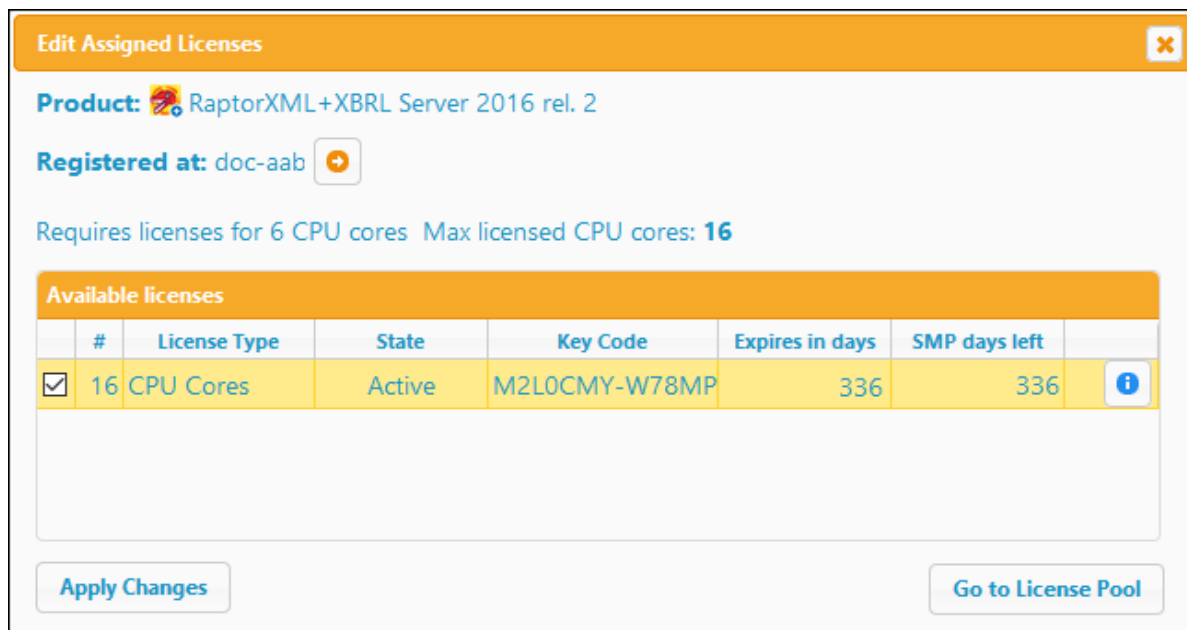 Edit Assigned Licenses
Product: RaptorXML+XBRL Server 2016 rel. 2
Registered at: doc-aab
Requires licenses for 6 CPU cores Max licensed CPU cores: 16
Available licenses
# License Type State Key Code Expires in days SMP days left
16 CPU Cores Active M2L0CMY-W78MP 336 336
Apply Changes Go to License Pool